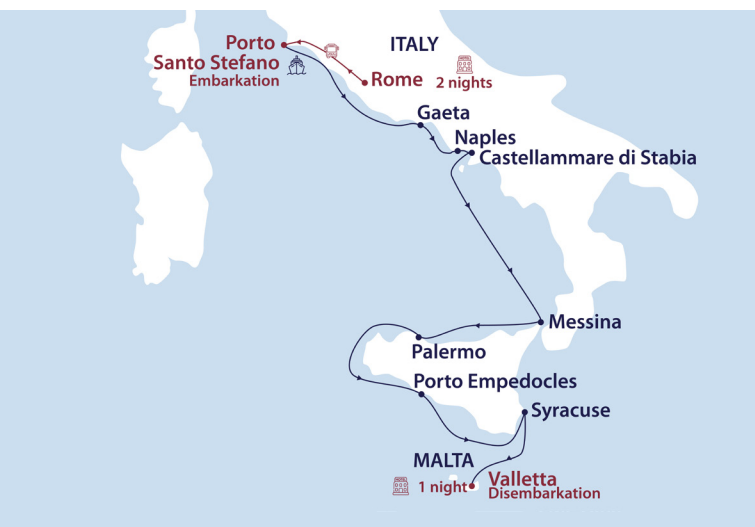 ITALY
Porto
Santo Stefano
Embarkation
Rome
2 nights
Gaeta
Naples
Castellammare di Stabia
Messina
Palermo
Porto Empedocles
Syracuse
MALTA
1 night
Valletta
Disembarkation